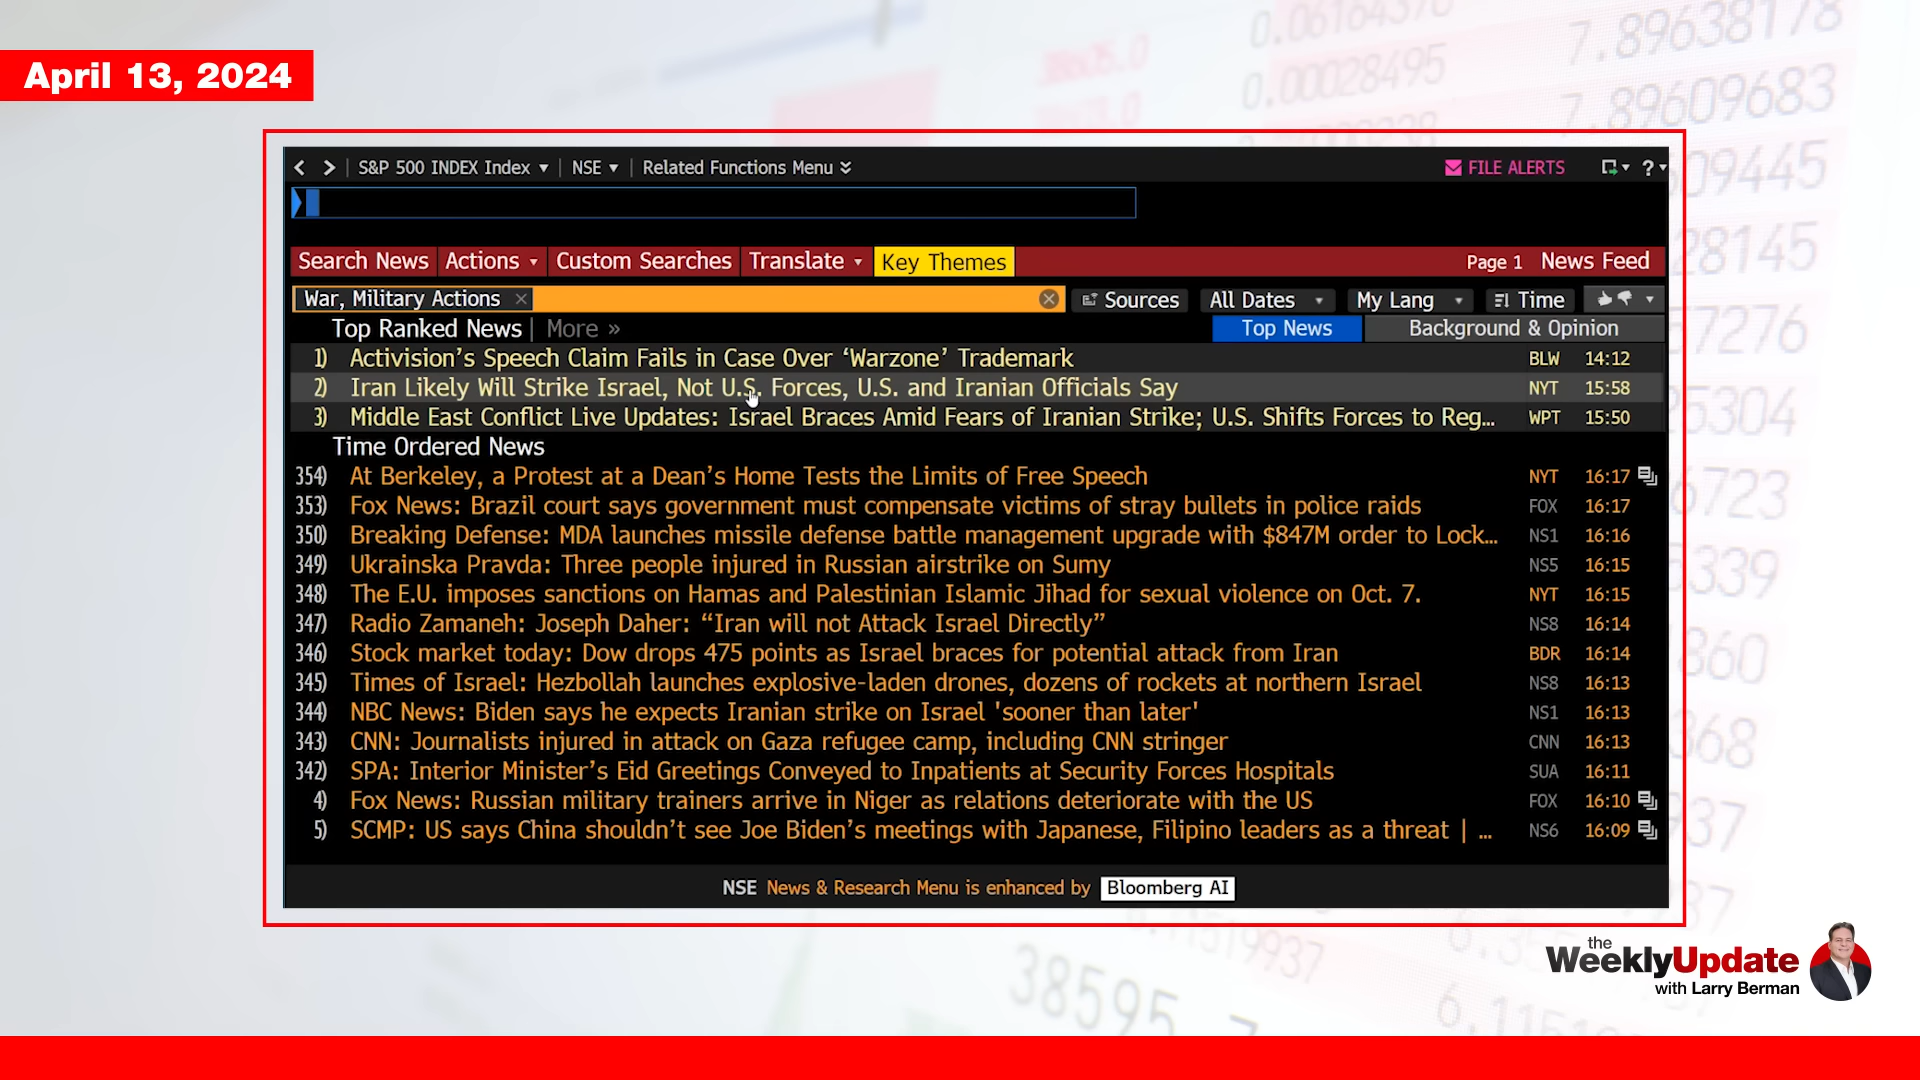 April 13, 2024
S&P 500 INDEX Index | NSE | Related Functions Menu
FILE ALERTS ?
Search News Actions Custom Searches Translate Key Themes Page 1 News Feed
War, Military Actions Sources All Dates My Lang Time
Top Ranked News | More » Top News Background & Opinion
1) Activision's Speech Claim Fails in Case Over ‘Warzone’ Trademark BLW 14:12
2) Iran Likely Will Strike Israel, Not U.S. Forces, U.S. and Iranian Officials Say NYT 15:58
3) Middle East Conflict Live Updates: Israel Braces Amid Fears of Iranian Strike; U.S. Shifts Forces to Reg... WPT 15:50
Time Ordered News
354) At Berkeley, a Protest at a Dean's Home Tests the Limits of Free Speech NYT 16:17
353) Fox News: Brazil court says government must compensate victims of stray bullets in police raids FOX 16:17
350) Breaking Defense: MDA launches missile defense battle management upgrade with $847M order to Lock... NS1 16:16
349) Ukrainska Pravda: Three people injured in Russian airstrike on Sumy NS5 16:15
348) The E.U. imposes sanctions on Hamas and Palestinian Islamic Jihad for sexual violence on Oct. 7. NYT 16:15
347) Radio Zamaneh: Joseph Daher: “Iran will not Attack Israel Directly” NS8 16:14
346) Stock market today: Dow drops 475 points as Israel braces for potential attack from Iran BDR 16:14
345) Times of Israel: Hezbollah launches explosive-laden drones, dozens of rockets at northern Israel NS8 16:13
344) NBC News: Biden says he expects Iranian strike on Israel 'sooner than later' NS1 16:13
343) CNN: Journalists injured in attack on Gaza refugee camp, including CNN stringer CNN 16:13
342) SPA: Interior Minister's Eid Greetings Conveyed to Inpatients at Security Forces Hospitals SUA 16:11
4) Fox News: Russian military trainers arrive in Niger as relations deteriorate with the US FOX 16:10
5) SCMP: US says China shouldn't see Joe Biden's meetings with Japanese, Filipino leaders as a threat | ... NS6 16:09
NSE News & Research Menu is enhanced by Bloomberg AI
the
WeeklyUpdate
with Larry Berman
0.00028495
7.89638178
7.89609683
09445
28145
7276
5304
6723
5339
860
368
38595